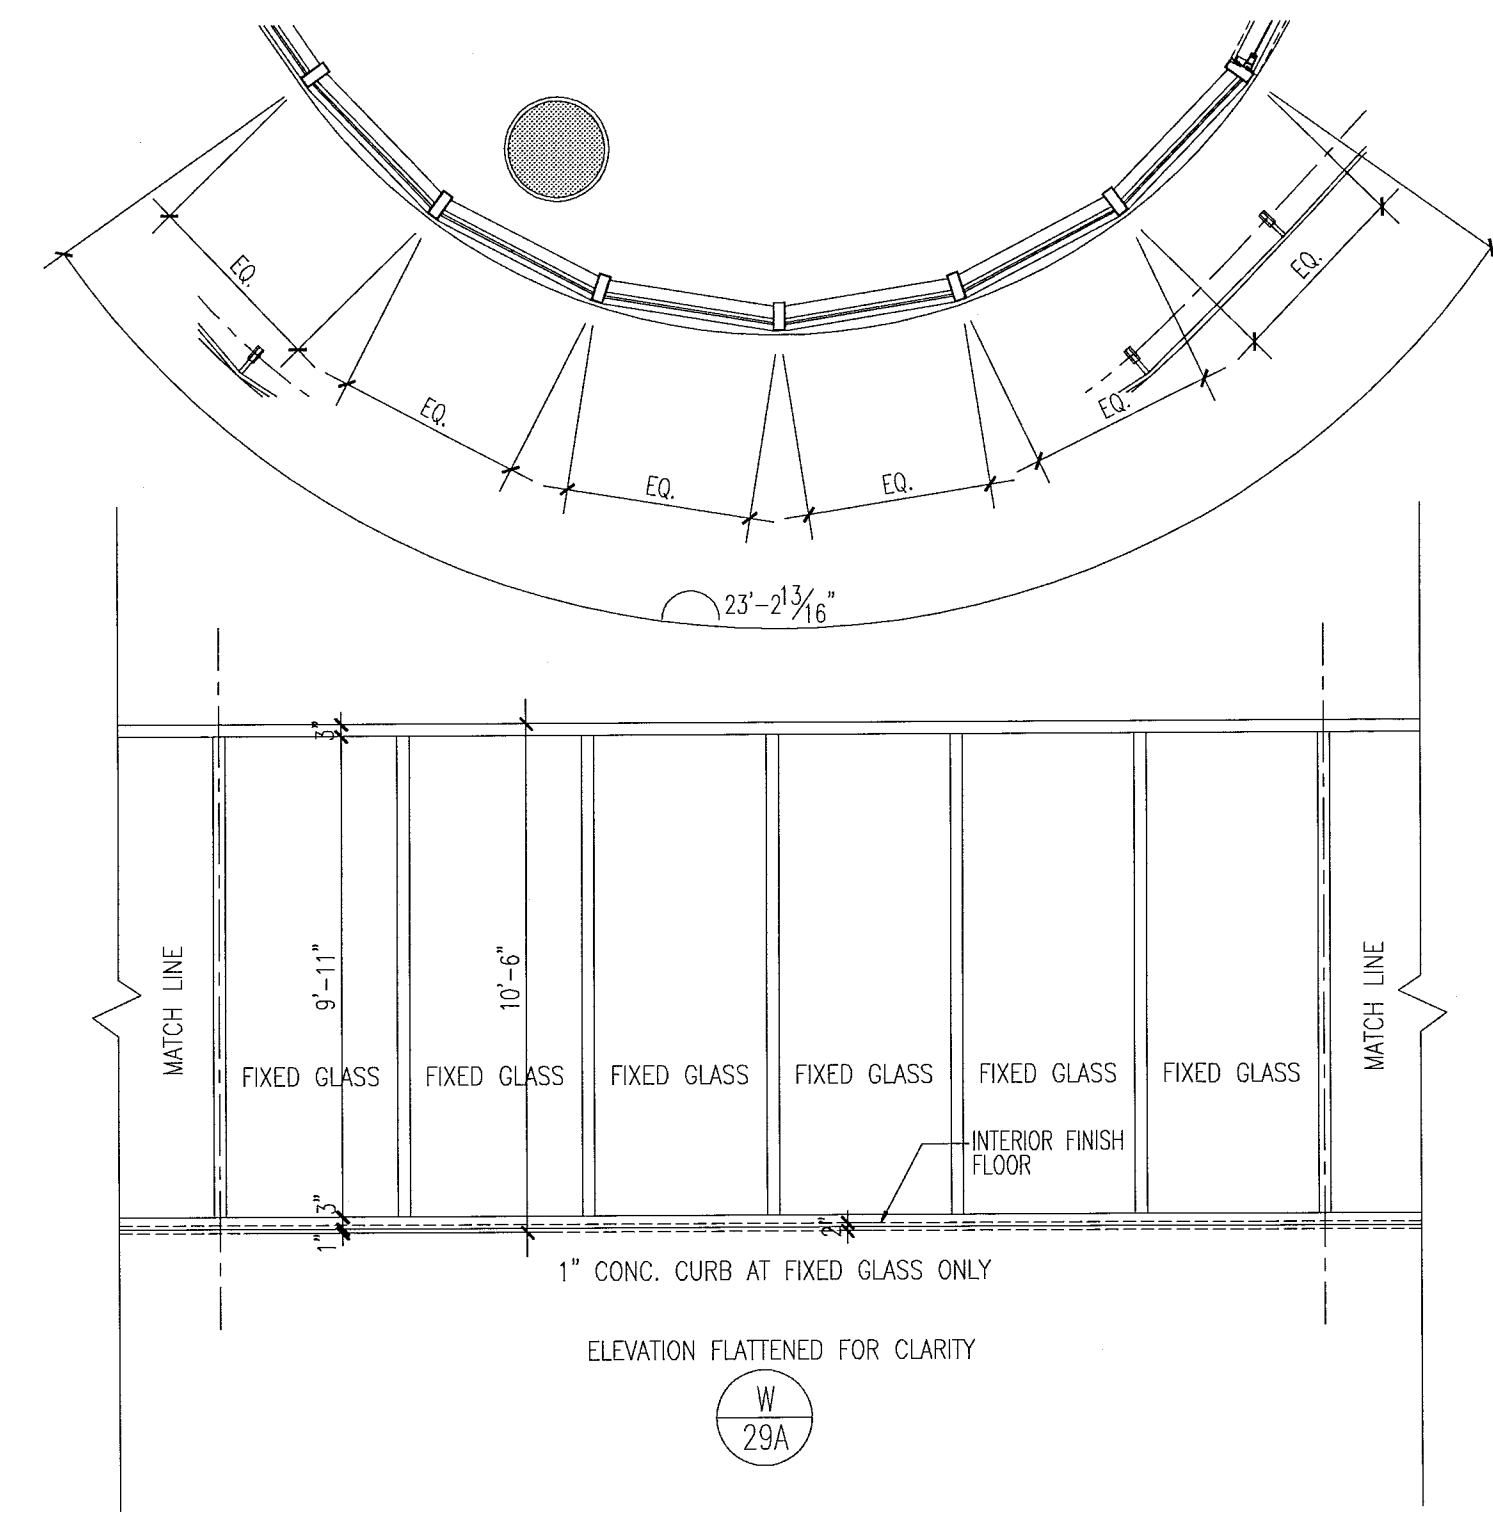 EQ.
EQ.
EQ.
EQ.
EQ.
EQ.
23'-2 13/16"
3"
9'-11"
10'-6"
MATCH LINE
MATCH LINE
FIXED GLASS
FIXED GLASS
FIXED GLASS
FIXED GLASS
FIXED GLASS
FIXED GLASS
INTERIOR FINISH
FLOOR
3"
1"
2"
1" CONC. CURB AT FIXED GLASS ONLY
ELEVATION FLATTENED FOR CLARITY
W
29A